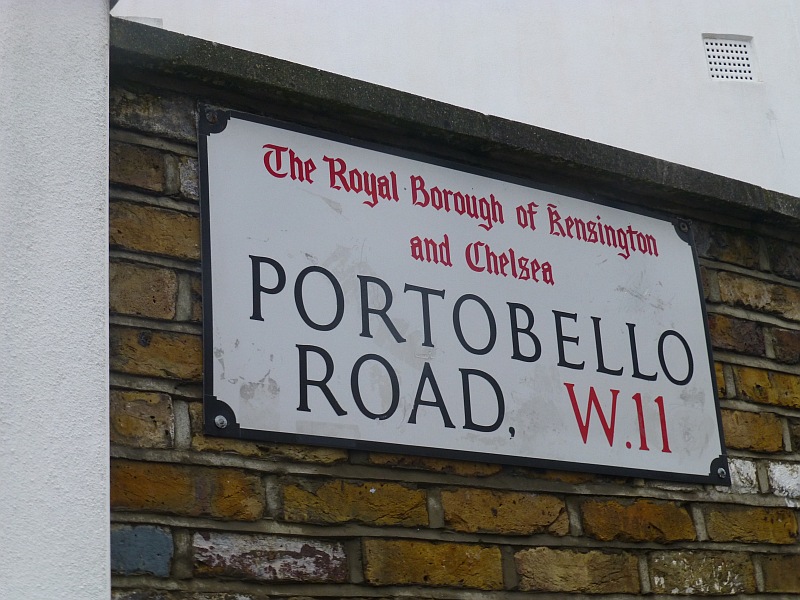 The Royal Borough of Kensington
and Chelsea
PORTOBELLO
ROAD, W.11